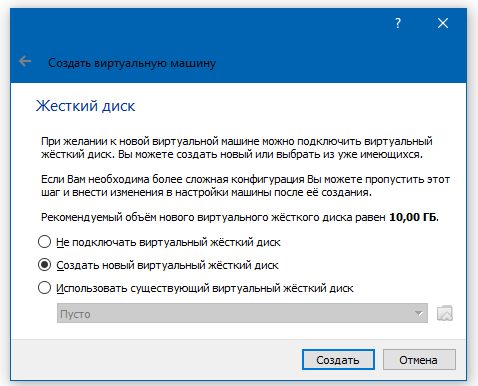 ?
Создать виртуальную машину
Жесткий диск
При желании к новой виртуальной машине можно подключить виртуальный
жёсткий диск. Вы можете создать новый или выбрать из уже имеющихся.
Если Вам необходима более сложная конфигурация Вы можете пропустить этот
шаг и внести изменения в настройки машины после её создания.
Рекомендуемый объём нового виртуального жёсткого диска равен 10,00 ГБ.
Не подключать виртуальный жёсткий диск
Создать новый виртуальный жёсткий диск
Использовать существующий виртуальный жёсткий диск
Пусто
Создать
Отмена